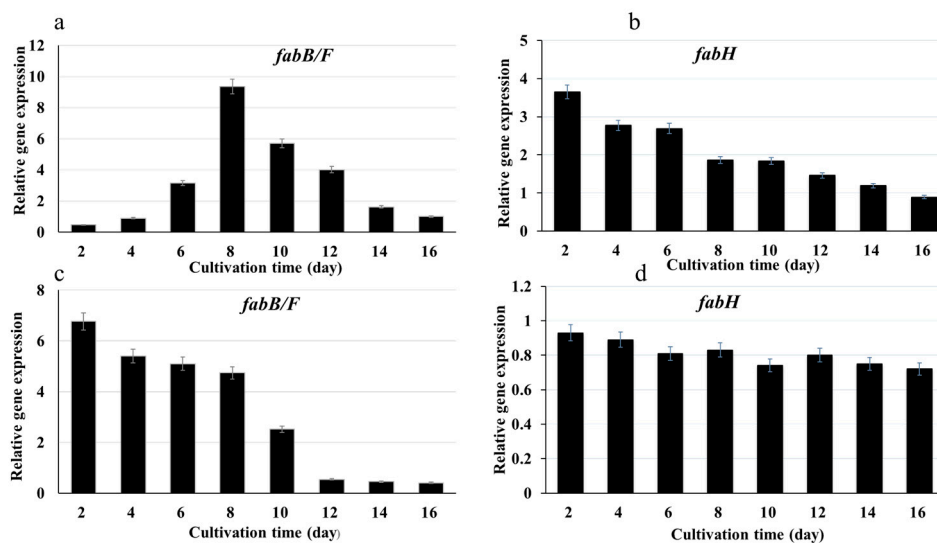 a
fabB/F
Relative gene expression
12
10
8
6
4
2
0
2 4 6 8 10 12 14 16
Cultivation time (day)
b
fabH
Relative gene expression
5
4
3
2
1
0
2 4 6 8 10 12 14 16
Cultivation time (day)
c
fabB/F
Relative gene expression
8
6
4
2
0
2 4 6 8 10 12 14 16
Cultivation time (day)
d
fabH
Relative gene expression
1.2
1
0.8
0.6
0.4
0.2
0
2 4 6 8 10 12 14 16
Cultivation time (day)